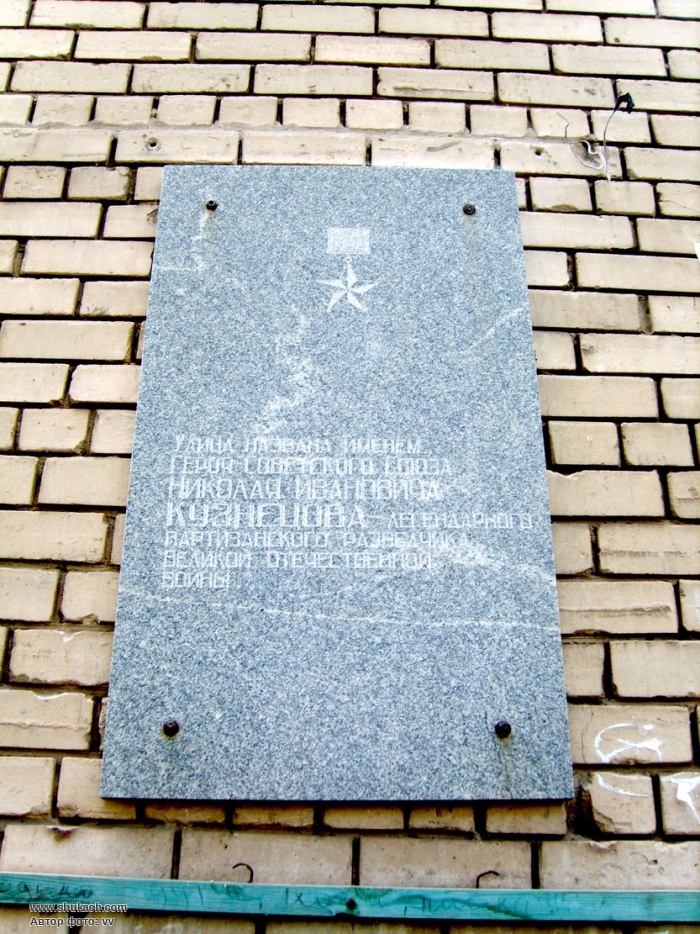 Улица названа именем
Героя Советского Союза
Николая Ивановича
Кузнецова – легендарного
партизанского разведчика
Великой Отечественной
войны
www.shukach.com
Автор фото: vv